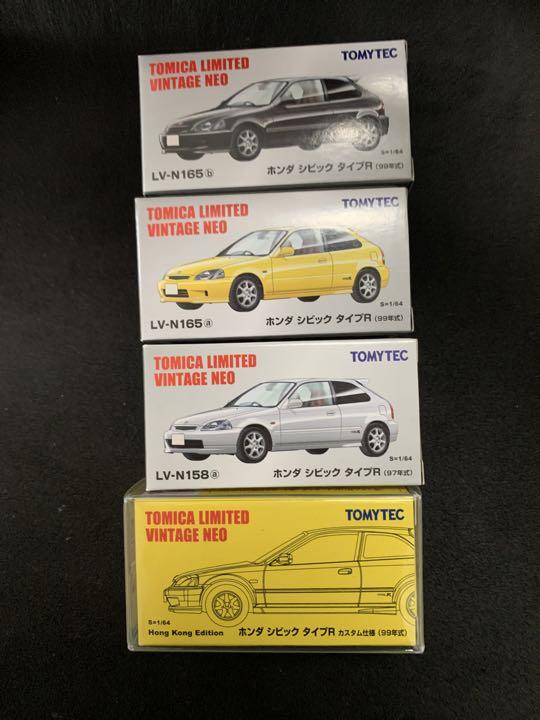 TOMICA LIMITED
VINTAGE NEO
TOMYTEC
S=1/64
LV-N165 ⓑ
ホンダ シビック タイプR (99年式)
TOMICA LIMITED
VINTAGE NEO
TOMYTEC
S=1/64
LV-N165 ⓐ
ホンダ シビック タイプR (99年式)
TOMICA LIMITED
VINTAGE NEO
TOMYTEC
S=1/64
LV-N158 ⓐ
ホンダ シビック タイプR (97年式)
TOMICA LIMITED
VINTAGE NEO
TOMYTEC
S=1/64
Hong Kong Edition
ホンダ シビック タイプR カスタム仕様 (99年式)